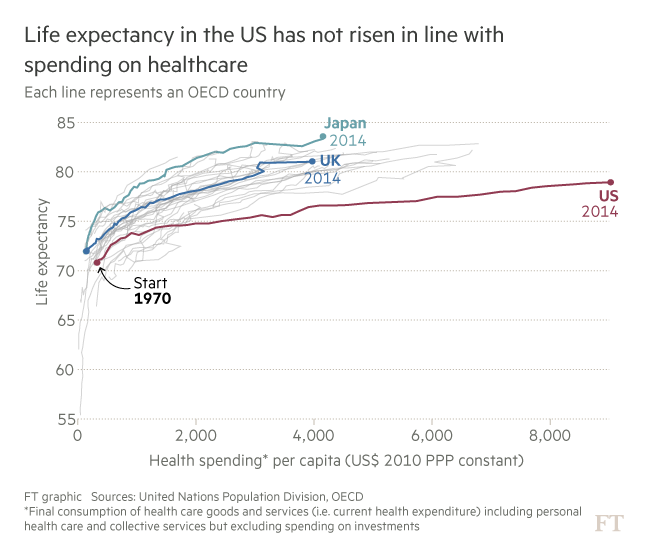 Life expectancy in the US has not risen in line with
spending on healthcare
Each line represents an OECD country
85
80
75
70
65
60
55
Life expectancy
Japan
2014
UK
2014
US
2014
Start
1970
0
2,000
4,000
6,000
8,000
Health spending* per capita (US$ 2010 PPP constant)
FT graphic Sources: United Nations Population Division, OECD
*Final consumption of health care goods and services (i.e. current health expenditure) including personal
health care and collective services but excluding spending on investments
FT